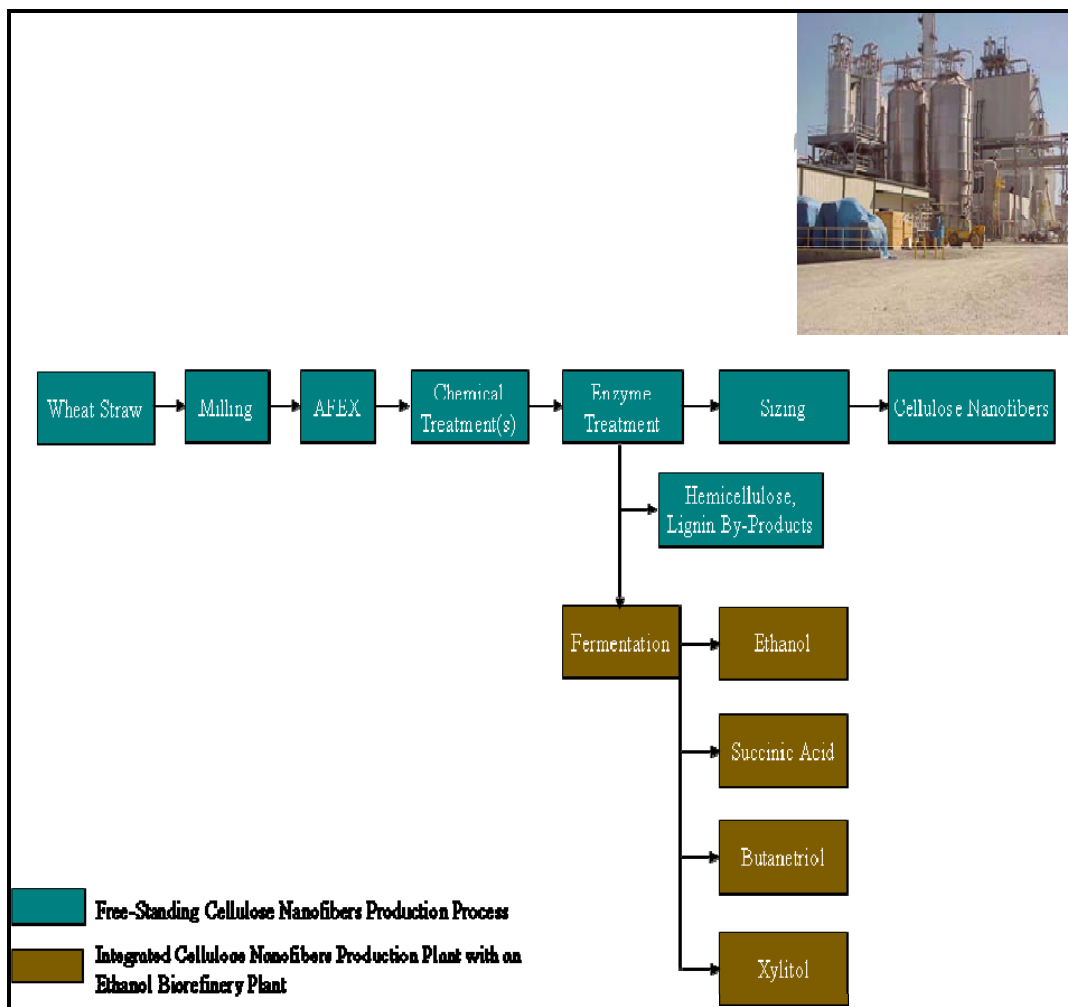 Wheat Straw
Milling
AFEX
Chemical
Treatment(s)
Enzyme
Treatment
Sizing
Cellulose Nanofibers
Hemicellulose,
Lignin By-Products
Fermentation
Ethanol
Succinic Acid
Butanetriol
Xylitol
Free-Standing Cellulose Nanofibers Production Process
Integrated Cellulose Nanofibers Production Plant with an
Ethanol Biorefinery Plant